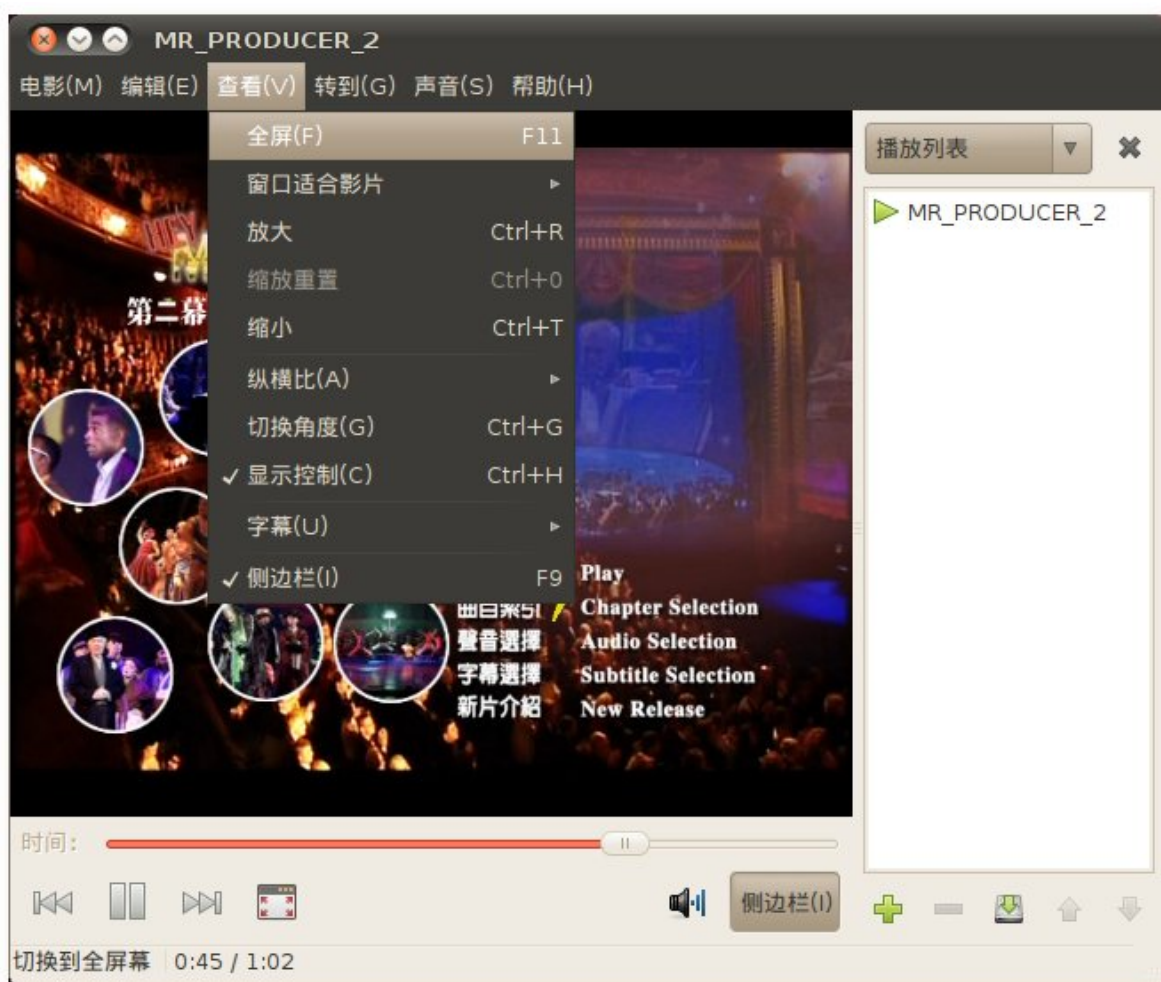 MR_PRODUCER_2
电影(M) 编辑(E) 查看(V) 转到(G) 声音(S) 帮助(H)
全屏(F) F11
窗口适合影片
放大 Ctrl+R
缩放重置 Ctrl+0
缩小 Ctrl+T
纵横比(A)
切换角度(G) Ctrl+G
显示控制(C) Ctrl+H
字幕(U)
侧边栏(I) F9
播放列表
MR_PRODUCER_2
HEY
第二幕
Play
曲目索引 Chapter Selection
聲音選擇 Audio Selection
字幕選擇 Subtitle Selection
新片介紹 New Release
时间:
侧边栏(I)
切换到全屏幕 0:45 / 1:02